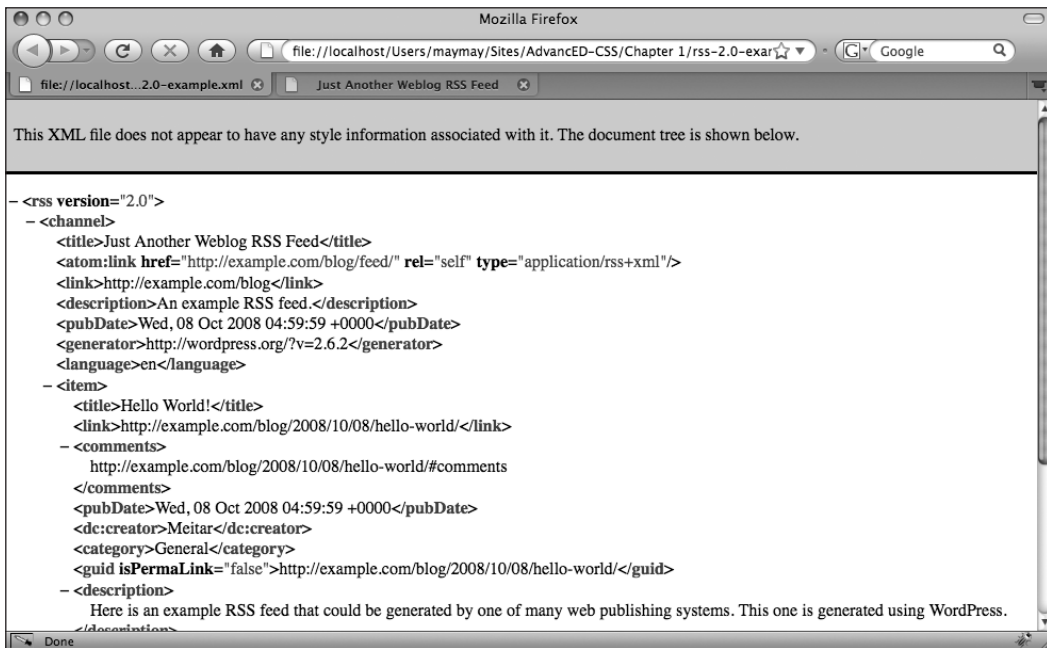 Mozilla Firefox
file://localhost/Users/maymay/Sites/AdvancED-CSS/Chapter 1/rss-2.0-exar
G
Google
file://localhost...2.0-example.xml
Just Another Weblog RSS Feed
This XML file does not appear to have any style information associated with it. The document tree is shown below.
– <rss version="2.0">
– <channel>
<title>Just Another Weblog RSS Feed</title>
<atom:link href="http://example.com/blog/feed/" rel="self" type="application/rss+xml"/>
<link>http://example.com/blog</link>
<description>An example RSS feed.</description>
<pubDate>Wed, 08 Oct 2008 04:59:59 +0000</pubDate>
<generator>http://wordpress.org/?v=2.6.2</generator>
<language>en</language>
– <item>
<title>Hello World!</title>
<link>http://example.com/blog/2008/10/08/hello-world/</link>
– <comments>
http://example.com/blog/2008/10/08/hello-world/#comments
</comments>
<pubDate>Wed, 08 Oct 2008 04:59:59 +0000</pubDate>
<dc:creator>Meitar</dc:creator>
<category>General</category>
<guid isPermaLink="false">http://example.com/blog/2008/10/08/hello-world/</guid>
– <description>
Here is an example RSS feed that could be generated by one of many web publishing systems. This one is generated using WordPress.
</description>
Done